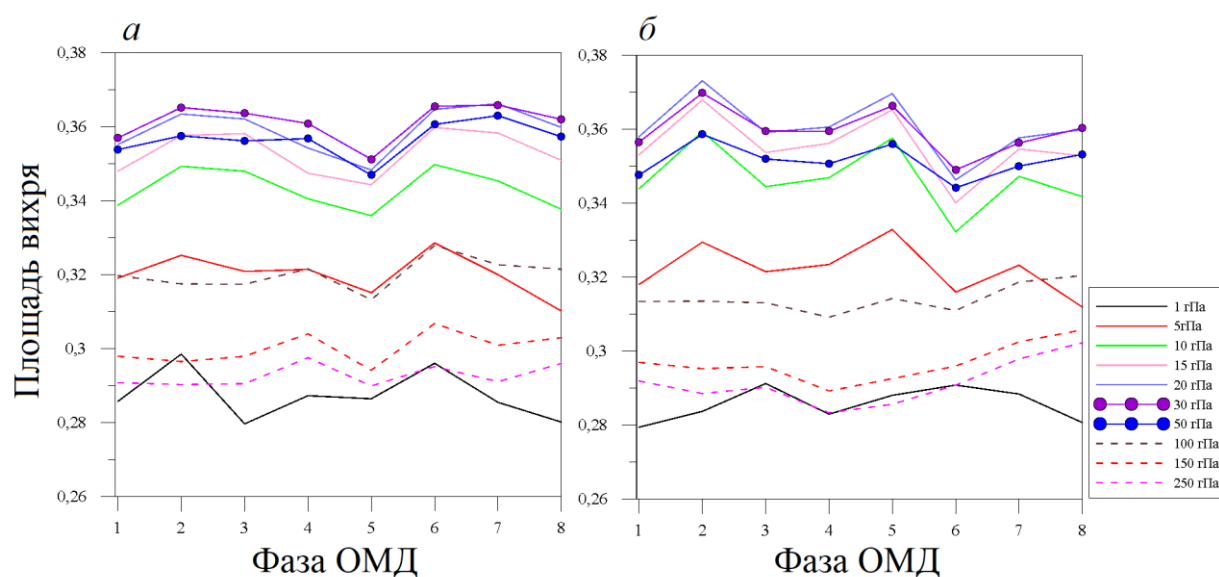 а
б
Площадь вихря
0,38
0,36
0,34
0,32
0,3
0,28
0,26
1 2 3 4 5 6 7 8
Фаза ОМД
0,38
0,36
0,34
0,32
0,3
0,28
0,26
1 2 3 4 5 6 7 8
Фаза ОМД
1 гПа
5гПа
10 гПа
15 гПа
20 гПа
30 гПа
50 гПа
100 гПа
150 гПа
250 гПа